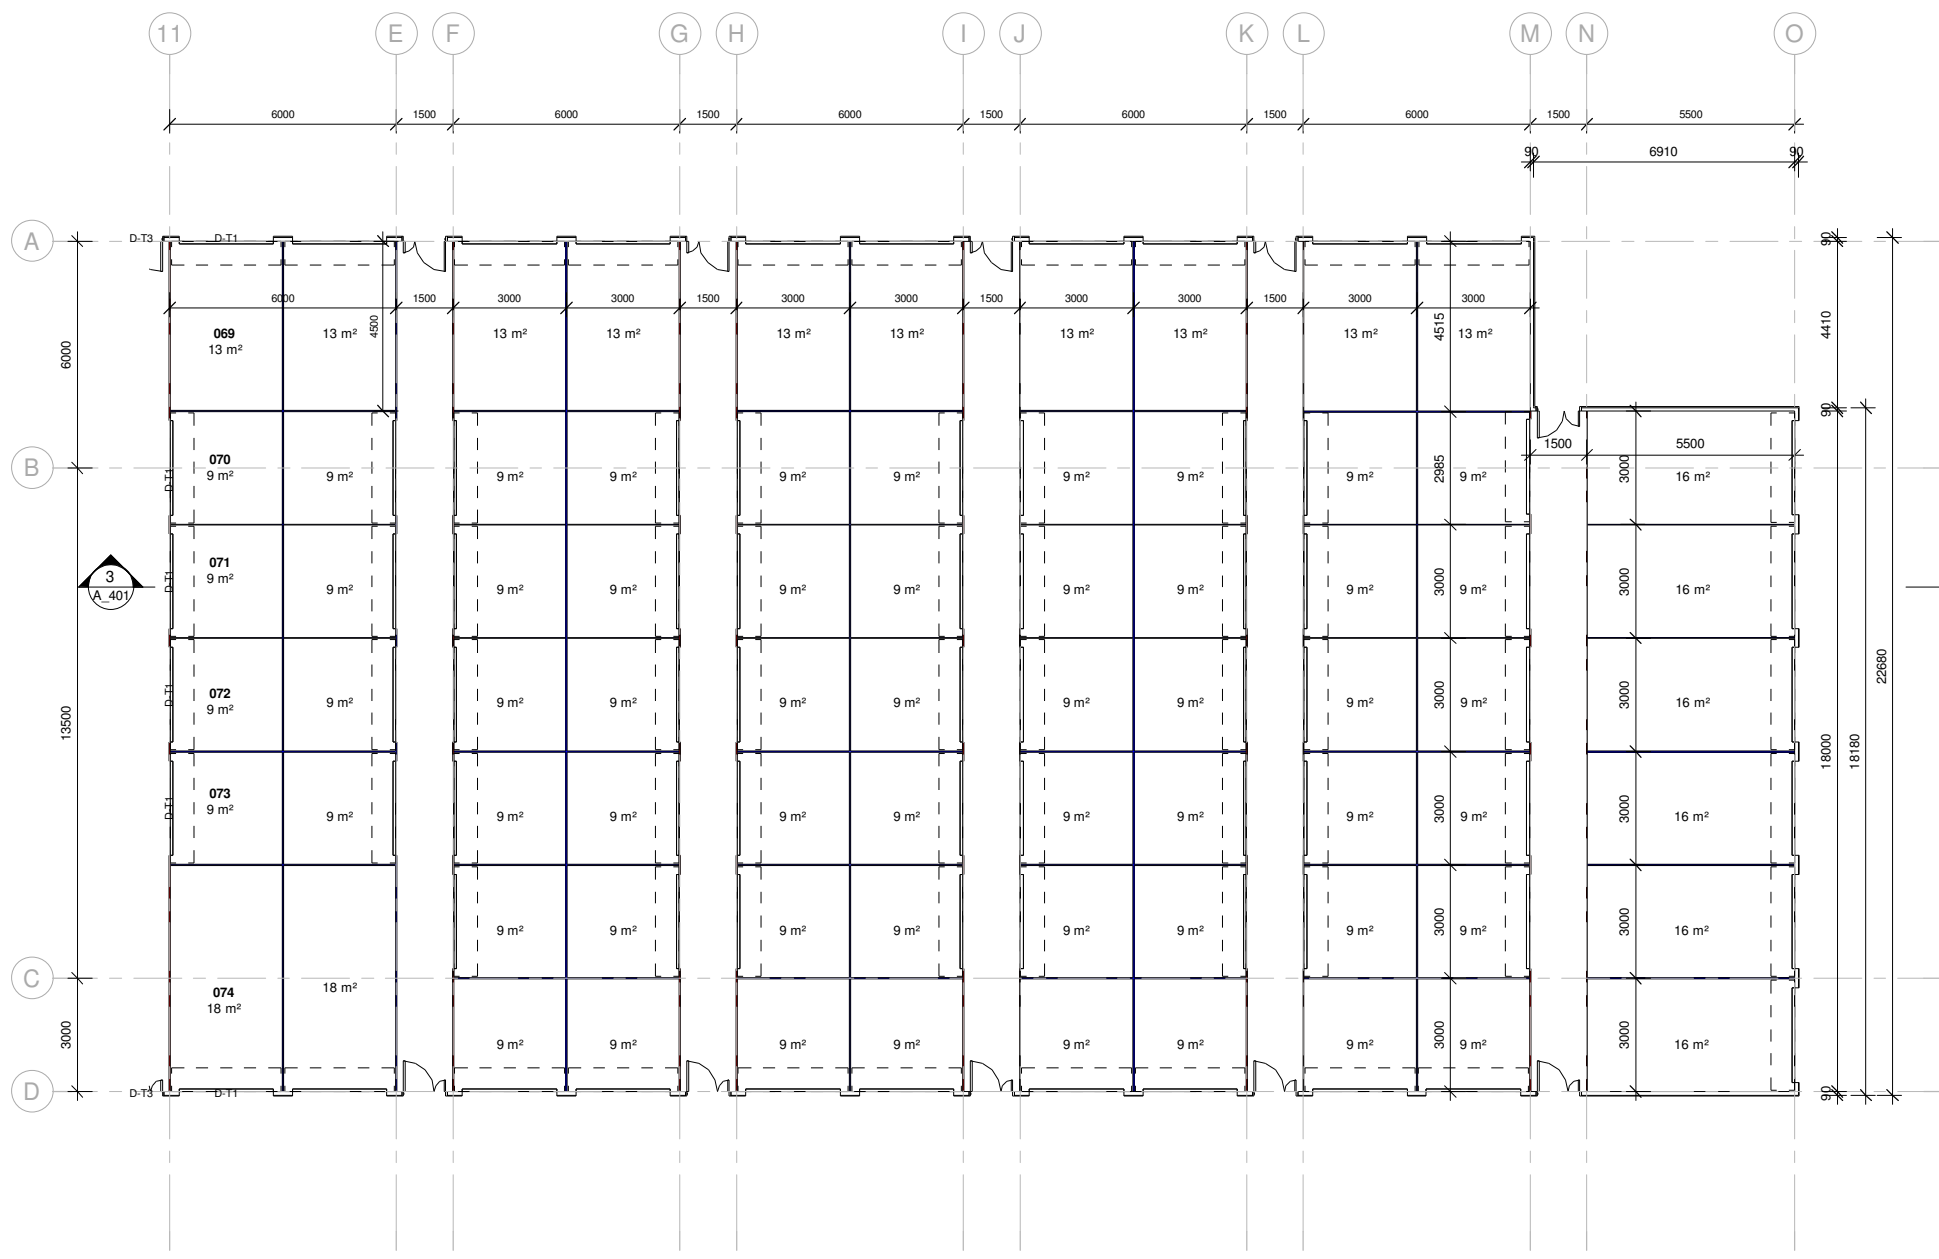 11 E F G H I J K L M N O
6000 1500 6000 1500 6000 1500 6000 1500 6000 1500 5500
90 6910 90
A D-T3 D-T1 90
6000 1500 3000 3000 1500 3000 3000 1500 3000 3000 1500 3000 3000
6000 4500 4515 4410
069 13 m² 13 m² 13 m² 13 m² 13 m² 13 m² 13 m² 13 m² 13 m²
13 m²
90
1500 5500
B D-T1 2985 3000
070
9 m² 9 m² 9 m² 9 m² 9 m² 9 m² 9 m² 9 m² 9 m² 9 m² 16 m²
071
9 m²
3 D-T1 3000 3000
A_401
9 m² 9 m² 9 m² 9 m² 9 m² 9 m² 9 m² 9 m² 9 m² 16 m²
22680
072
D-T1 3000 3000
9 m² 9 m² 9 m² 9 m² 9 m² 9 m² 9 m² 9 m² 9 m² 16 m²
9 m²
13500 18000 18180
073
9 m²
D-T1 3000 3000
9 m² 9 m² 9 m² 9 m² 9 m² 9 m² 9 m² 9 m² 9 m² 16 m²
3000 3000
9 m² 9 m² 9 m² 9 m² 9 m² 9 m² 9 m² 9 m² 16 m²
C
074 18 m²
18 m²
3000 3000 3000
9 m² 9 m² 9 m² 9 m² 9 m² 9 m² 9 m² 9 m² 16 m²
D D-T3 D-T1 90